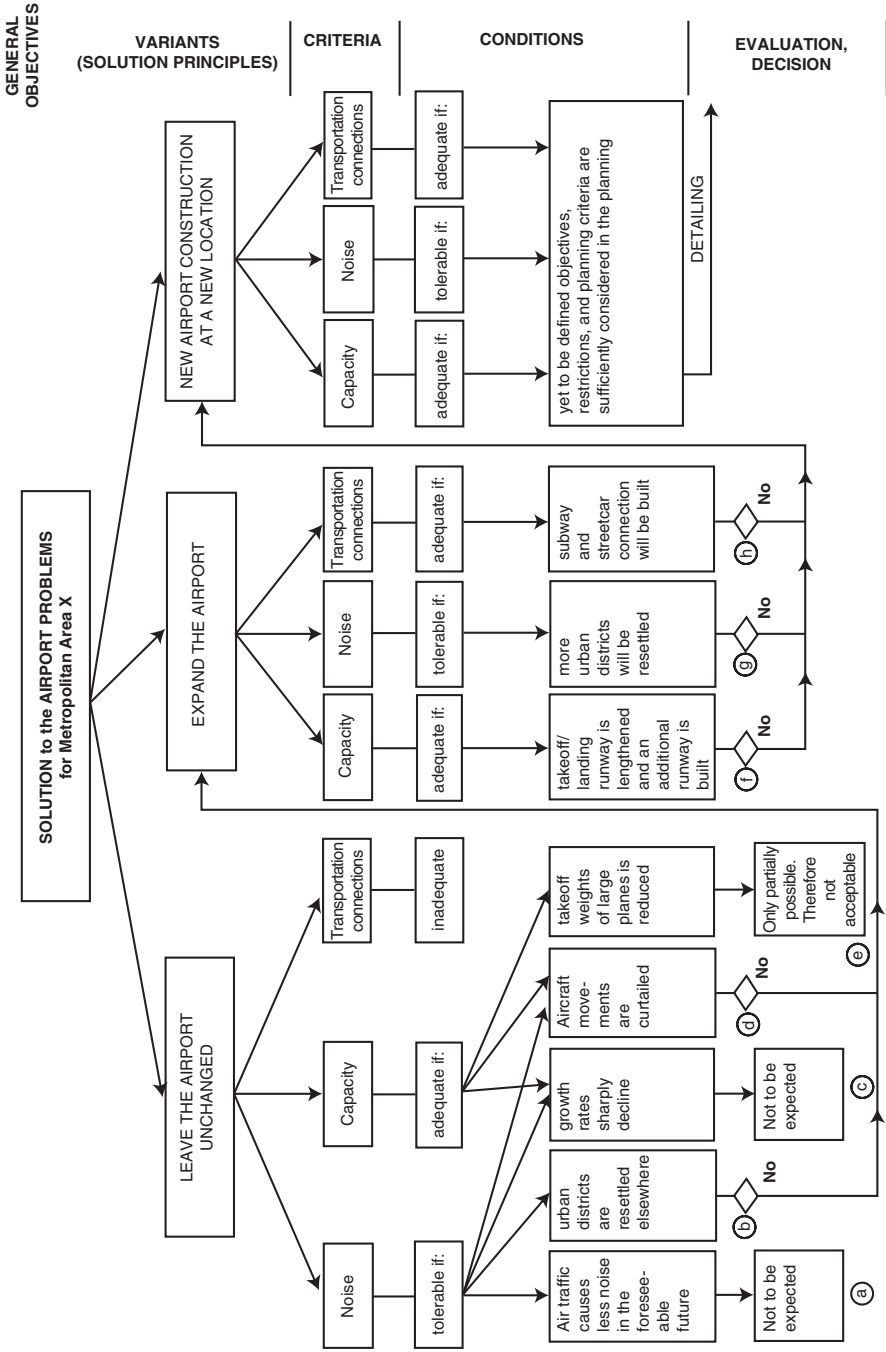 GENERAL
OBJECTIVES
SOLUTION to the AIRPORT PROBLEMS
for Metropolitan Area X
VARIANTS
(SOLUTION PRINCIPLES)
LEAVE THE AIRPORT
UNCHANGED
EXPAND THE AIRPORT
NEW AIRPORT CONSTRUCTION
AT A NEW LOCATION
CRITERIA
Noise
Capacity
Transportation
connections
Capacity
Noise
Transportation
connections
Capacity
Noise
Transportation
connections
CONDITIONS
tolerable if:
adequate if:
inadequate
adequate if:
tolerable if:
adequate if:
adequate if:
tolerable if:
adequate if:
Air traffic
causes
less noise
in the
foresee-
able
future
urban
districts
are
resettled
elsewhere
growth
rates
sharply
decline
Aircraft
move-
ments
are
curtailed
takeoff
weights
of large
planes is
reduced
takeoff/
landing
runway is
lengthened
and an
additional
runway is
built
more
urban
districts
will be
resettled
subway
and
streetcar
connection
will be built
yet to be defined objectives,
restrictions, and planning criteria are
sufficiently considered in the planning
EVALUATION,
DECISION
Not to be
expected
a
b
No
Not to be
expected
c
d
No
Only partially
possible.
Therefore
not
acceptable
e
f
No
g
No
h
No
DETAILING